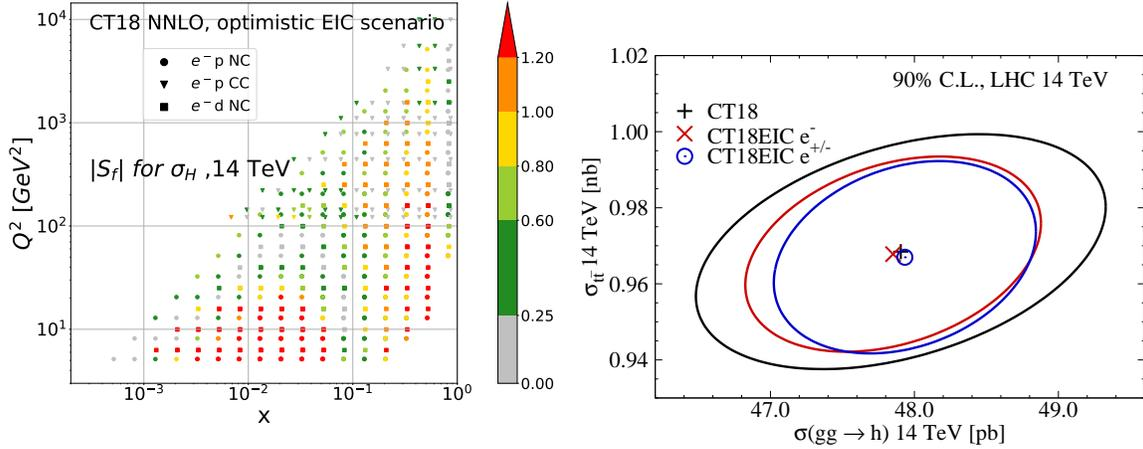 CT18 NNLO, optimistic EIC scenario
e⁻p NC
e⁻p CC
e⁻d NC
|S_f| for σ_H ,14 TeV
Q² [GeV²]
10⁴
10³
10²
10¹
10⁻³
10⁻²
10⁻¹
10⁰
x
1.20
1.00
0.80
0.60
0.25
0.00
90% C.L., LHC 14 TeV
CT18
CT18EIC e⁻
CT18EIC e⁺/⁻
σ_tt̄ 14 TeV [nb]
1.02
1.00
0.98
0.96
0.94
47.0
48.0
49.0
σ(gg → h) 14 TeV [pb]